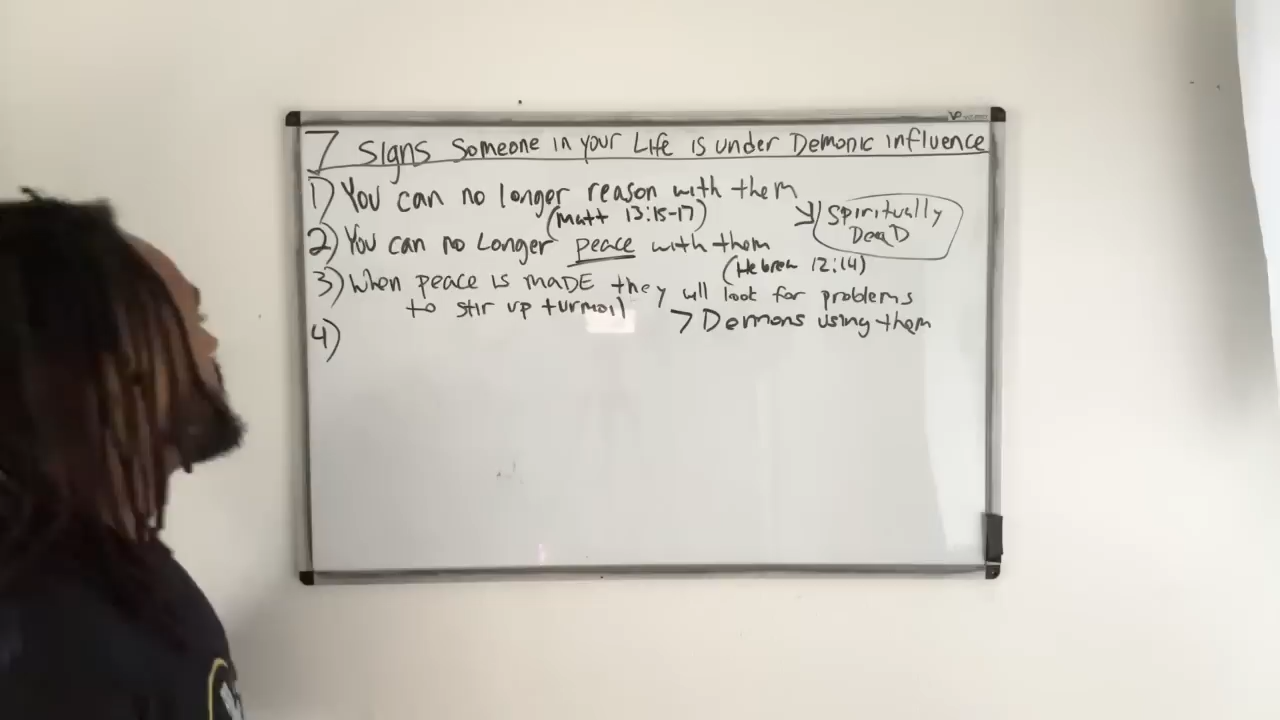 7 Signs Someone in your Life is under Demonic influence
1) You can no longer reason with them
(Matt 13:15-17)
Spiritually
DeaD
2) You can no Longer peace with them
(Hebrew 12:14)
3) When peace is maDE they will look for problems
to stir up turmoil
> Demons using them
4)